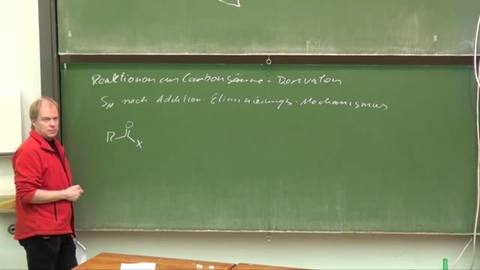 Reaktionen an Carbonsäure-Derivaten
SN nach Addition-Eliminierungs-Mechanismus
O
R X